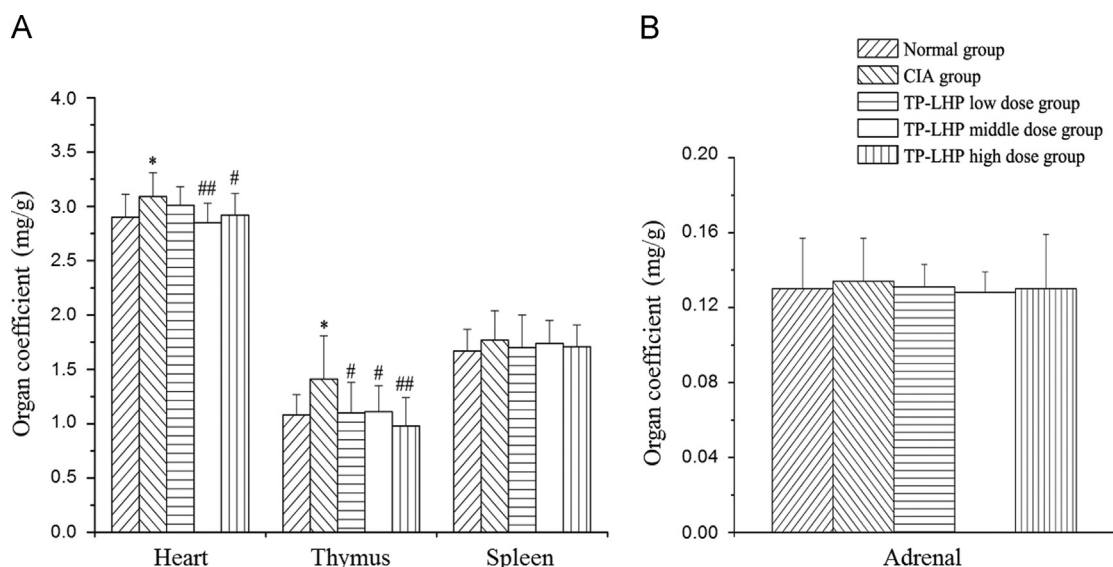 A
Organ coefficient (mg/g)
4.0
3.5
3.0
2.5
2.0
1.5
1.0
0.5
0.0
*
##
#
*
#
#
##
Heart
Thymus
Spleen
B
Normal group
CIA group
TP-LHP low dose group
TP-LHP middle dose group
TP-LHP high dose group
Organ coefficient (mg/g)
0.20
0.16
0.12
0.08
0.04
0.00
Adrenal